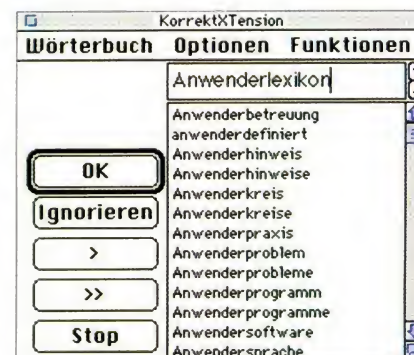 KorrektXTension
Wörterbuch Optionen Funktionen
Anwenderlexikon
Anwenderbetreuung
anwenderdefiniert
Anwenderhinweis
Anwenderhinweise
Anwenderkreis
Anwenderkreise
Anwenderpraxis
Anwenderproblem
Anwenderprobleme
Anwenderprogramm
Anwenderprogramme
Anwendersoftware
Anwendersprache
OK
Ignorieren
>
>>
Stop